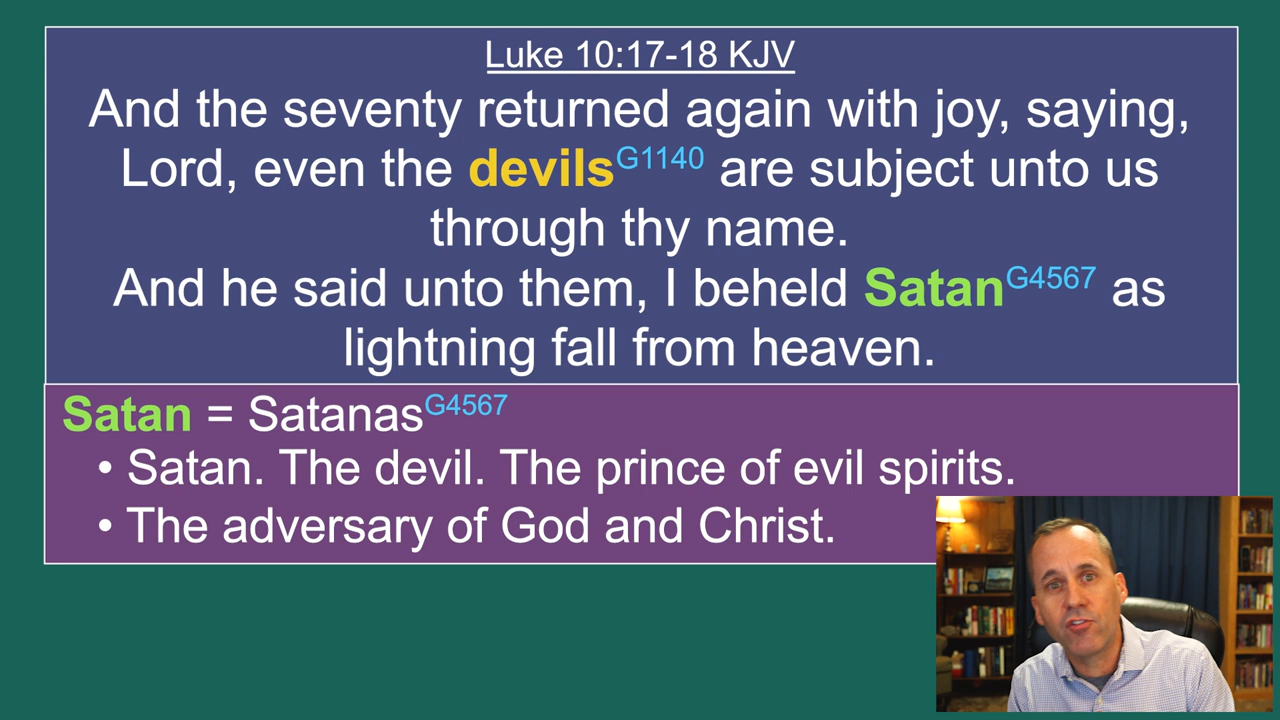 Luke 10:17-18 KJV
And the seventy returned again with joy, saying,
Lord, even the devilsG1140 are subject unto us
through thy name.
And he said unto them, I beheld SatanG4567 as
lightning fall from heaven.
Satan = SatanasG4567
• Satan. The devil. The prince of evil spirits.
• The adversary of God and Christ.